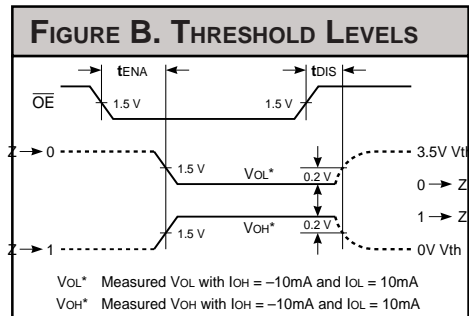 FIGURE B. THRESHOLD LEVELS
tENA tDIS
OE 1.5 V 1.5 V
Z → 0 3.5V Vth
1.5 V VOL* 0.2 V
0 → Z
1 → Z
1.5 V VOH* 0.2 V
Z → 1 0V Vth
VOL* Measured VOL with IOH = –10mA and IOL = 10mA
VOH* Measured VOH with IOH = –10mA and IOL = 10mA